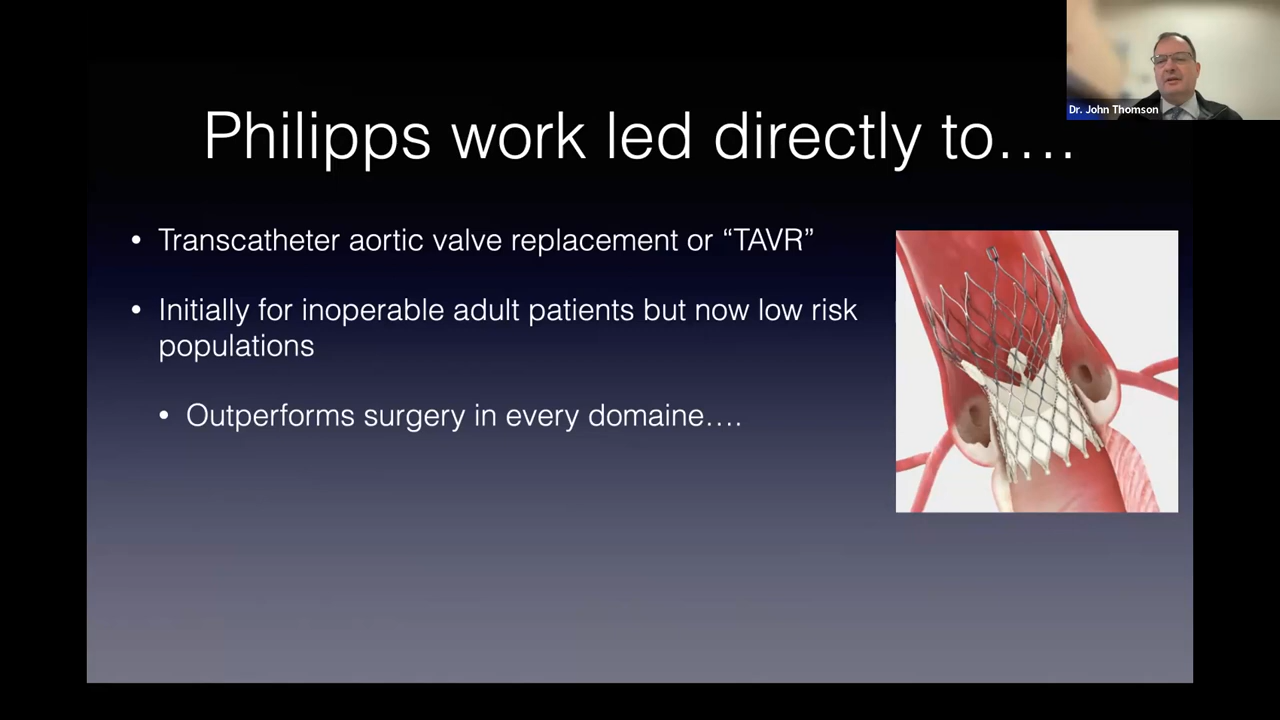 Dr. John Thomson
Philipps work led directly to….
• Transcatheter aortic valve replacement or “TAVR”
• Initially for inoperable adult patients but now low risk
populations
• Outperforms surgery in every domaine….